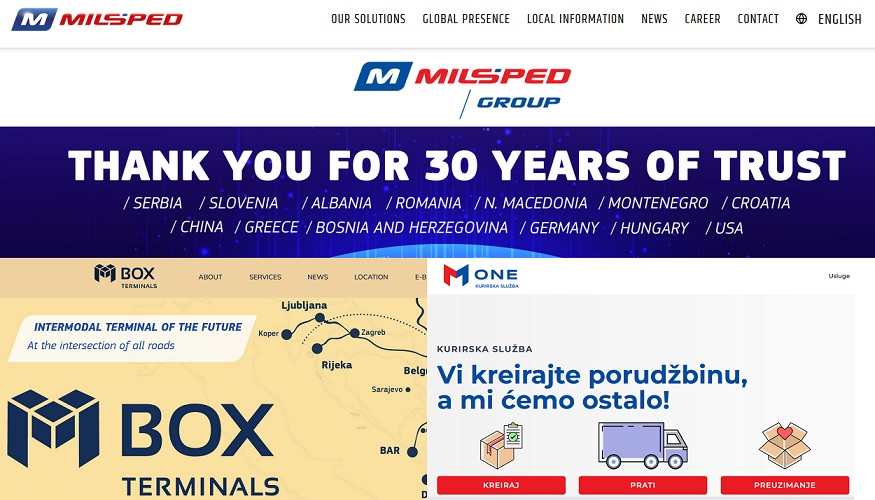 M MILSPED
OUR SOLUTIONS GLOBAL PRESENCE LOCAL INFORMATION NEWS CAREER CONTACT ENGLISH
M MILSPED
/ GROUP
THANK YOU FOR 30 YEARS OF TRUST
/ SERBIA / SLOVENIA / ALBANIA / ROMANIA / N. MACEDONIA / MONTENEGRO / CROATIA
/ CHINA / GREECE / BOSNIA AND HERZEGOVINA / GERMANY / HUNGARY / USA
M BOX
TERMINALS
ABOUT SERVICES NEWS LOCATION E-B
INTERMODAL TERMINAL OF THE FUTURE
At the intersection of all roads
Ljubljana
Koper
Zagreb
Rijeka
Belgr
Sarajevo
BAR
D
M BOX
TERMINALS
M ONE
KURIRSKA SLUŽBA
Usluge
KURIRSKA SLUŽBA
Vi kreirajte porudžbinu,
a mi ćemo ostalo!
KREIRAJ PRATI PREUZIMANJE